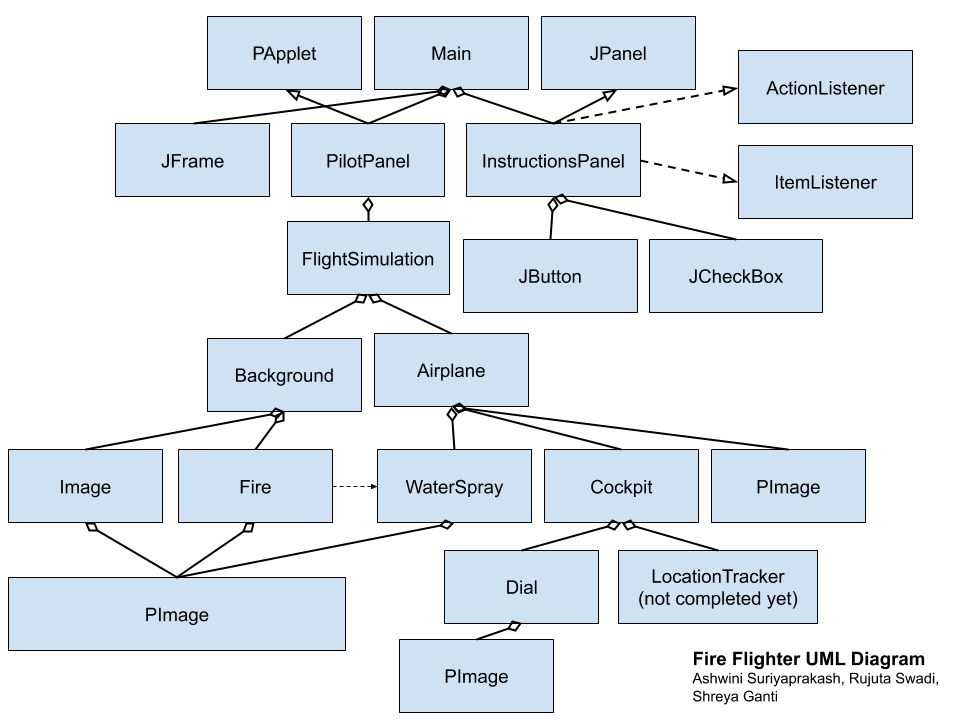 PApplet
Main
JPanel
ActionListener
JFrame
PilotPanel
InstructionsPanel
ItemListener
FlightSimulation
JButton
JCheckBox
Background
Airplane
Image
Fire
WaterSpray
Cockpit
PImage
PImage
Dial
LocationTracker
(not completed yet)
PImage
Fire Flighter UML Diagram
Ashwini Suriyaprakash, Rujuta Swadi,
Shreya Ganti